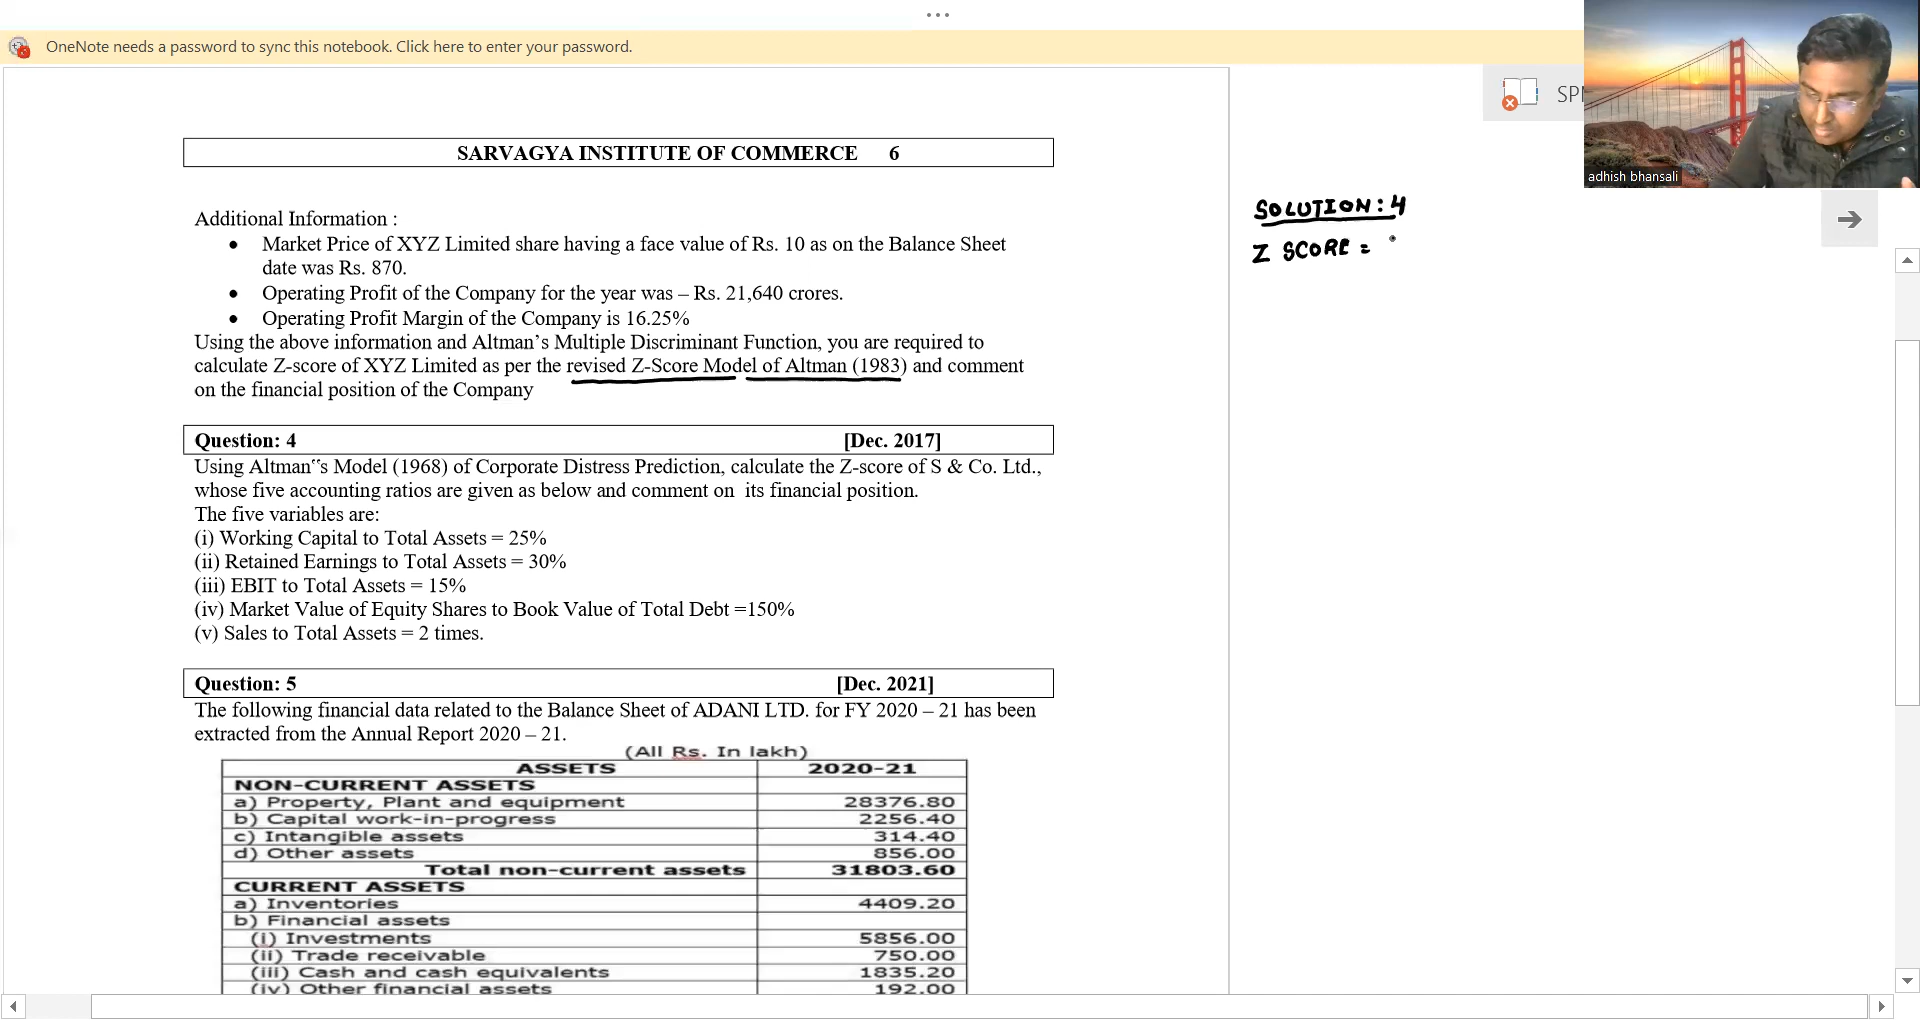 OneNote needs a password to sync this notebook. Click here to enter your password.
adhish bhansali
SARVAGYA INSTITUTE OF COMMERCE 6
Additional Information :
• Market Price of XYZ Limited share having a face value of Rs. 10 as on the Balance Sheet
date was Rs. 870.
• Operating Profit of the Company for the year was – Rs. 21,640 crores.
• Operating Profit Margin of the Company is 16.25%
Using the above information and Altman’s Multiple Discriminant Function, you are required to
calculate Z-score of XYZ Limited as per the revised Z-Score Model of Altman (1983) and comment
on the financial position of the Company
Question: 4 [Dec. 2017]
Using Altman‟s Model (1968) of Corporate Distress Prediction, calculate the Z-score of S & Co. Ltd.,
whose five accounting ratios are given as below and comment on its financial position.
The five variables are:
(i) Working Capital to Total Assets = 25%
(ii) Retained Earnings to Total Assets = 30%
(iii) EBIT to Total Assets = 15%
(iv) Market Value of Equity Shares to Book Value of Total Debt =150%
(v) Sales to Total Assets = 2 times.
Question: 5 [Dec. 2021]
The following financial data related to the Balance Sheet of ADANI LTD. for FY 2020 – 21 has been
extracted from the Annual Report 2020 – 21.
(All Rs. In lakh)
ASSETS 2020-21
NON-CURRENT ASSETS
a) Property, Plant and equipment 28376.80
b) Capital work-in-progress 2256.40
c) Intangible assets 314.40
d) Other assets 856.00
Total non-current assets 31803.60
CURRENT ASSETS
a) Inventories 4409.20
b) Financial assets
(i) Investments 5856.00
(ii) Trade receivable 750.00
(iii) Cash and cash equivalents 1835.20
(iv) Other financial assets 192.00
SOLUTION: 4
Z SCORE =